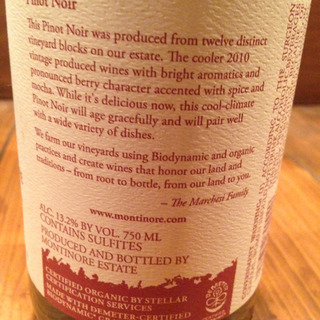 Pinot Noir
This Pinot Noir was produced from twelve distinct
vineyard blocks on our estate. The cooler 2010
vintage produced wines with bright aromatics and
pronounced berry character accented with spice and
mocha. While it's delicious now, this cool-climate
Pinot Noir will age gracefully and will pair well
with a wide variety of dishes.
We farm our vineyards using Biodynamic and organic
practices and create wines that honor our land and
traditions – from root to bottle, from our land to you.
– The Marchesi Family
www.montinore.com
ALC. 13.2% BY VOL. 750 ML
CONTAINS SULFITES
PRODUCED AND BOTTLED BY
MONTINORE ESTATE
CERTIFIED ORGANIC BY STELLAR
CERTIFICATION SERVICES
MADE WITH DEMETER-CERTIFIED
BIODYNAMIC®